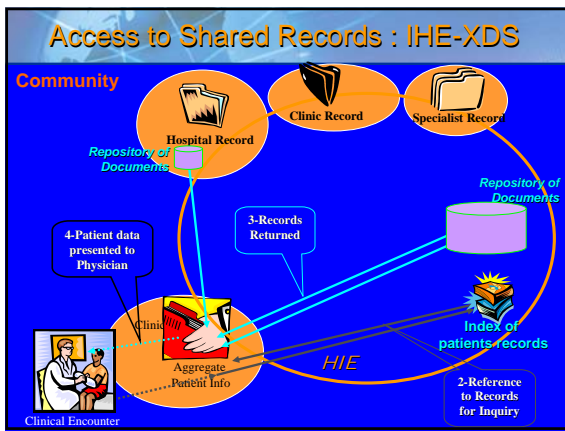 Access to Shared Records : IHE-XDS
Community
Hospital Record
Clinic Record
Specialist Record
Repository of
Documents
Repository of
Documents
4-Patient data
presented to
Physician
3-Records
Returned
Index of
patients records
Aggregate
Patient Info
HIE
2-Reference
to Records
for Inquiry
Clinical Encounter